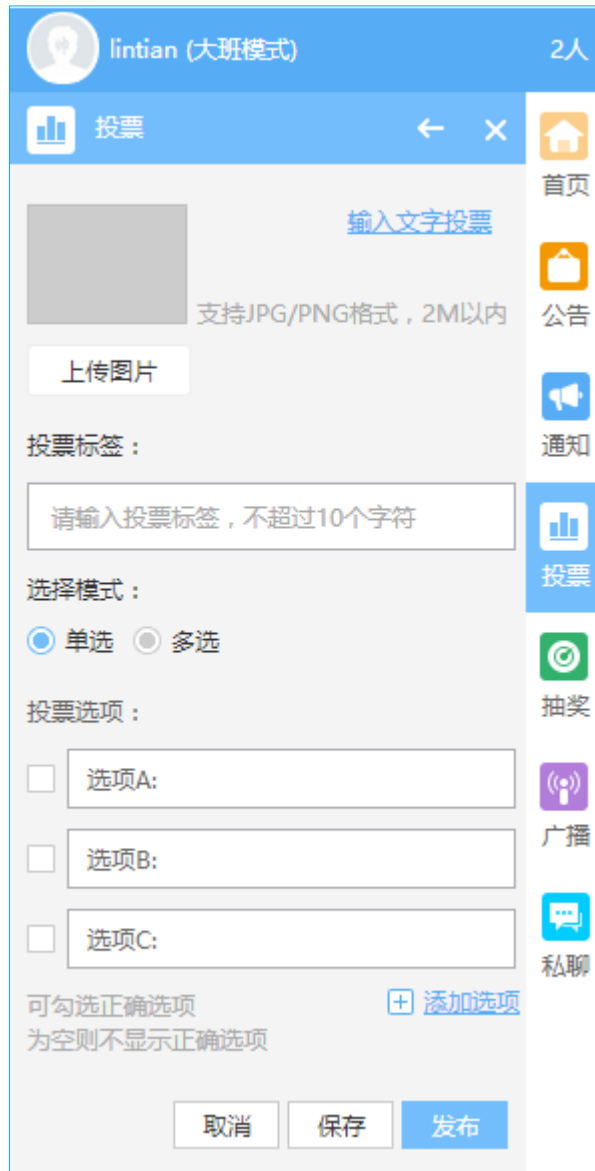 lintian (大班模式)
2人
投票
首页
输入文字投票
支持JPG/PNG格式，2M以内
公告
上传图片
通知
投票标签：
请输入投票标签，不超过10个字符
投票
选择模式：
单选 多选
抽奖
投票选项：
选项A:
广播
选项B:
选项C:
私聊
可勾选正确选项
添加选项
为空则不显示正确选项
取消 保存 发布